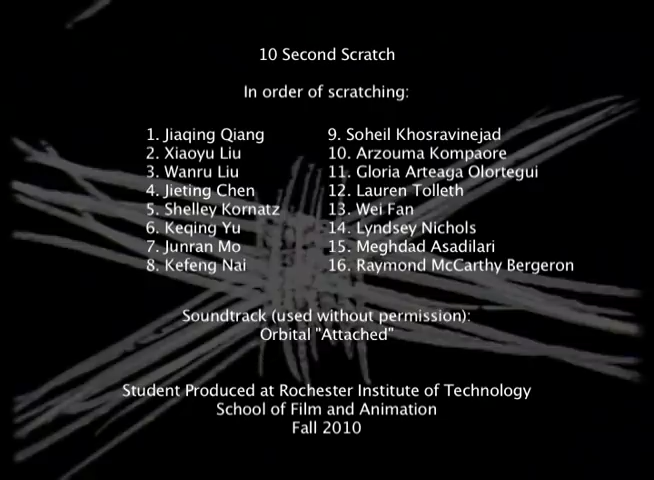 10 Second Scratch
In order of scratching:
1. Jiaqing Qiang
2. Xiaoyu Liu
3. Wanru Liu
4. Jieting Chen
5. Shelley Kornatz
6. Keqing Yu
7. Junran Mo
8. Kefeng Nai
9. Soheil Khosravinejad
10. Arzouma Kompaore
11. Gloria Arteaga Olortegui
12. Lauren Tolleth
13. Wei Fan
14. Lyndsey Nichols
15. Meghdad Asadilari
16. Raymond McCarthy Bergeron
Soundtrack (used without permission):
Orbital "Attached"
Student Produced at Rochester Institute of Technology
School of Film and Animation
Fall 2010